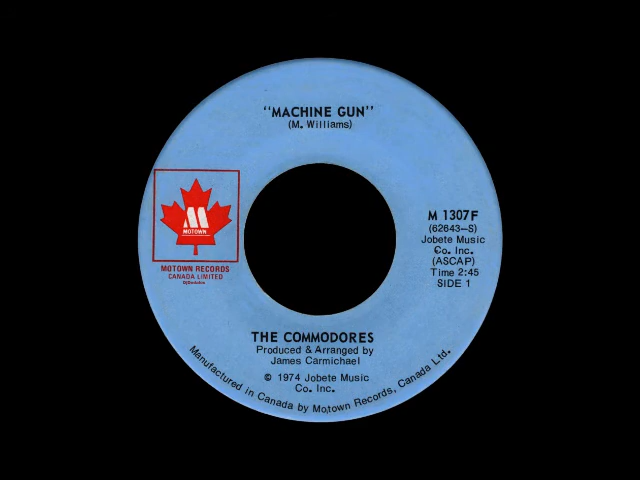 "MACHINE GUN"
(M. Williams)
M
MOTOWN
MOTOWN RECORDS
CANADA LIMITED
M 1307F
(62643-S)
Jobete Music
Co. Inc.
(ASCAP)
Time 2:45
SIDE 1
THE COMMODORES
Produced & Arranged by
James Carmichael
© 1974 Jobete Music
Co. Inc.
Manufactured in Canada by Motown Records, Canada Ltd.